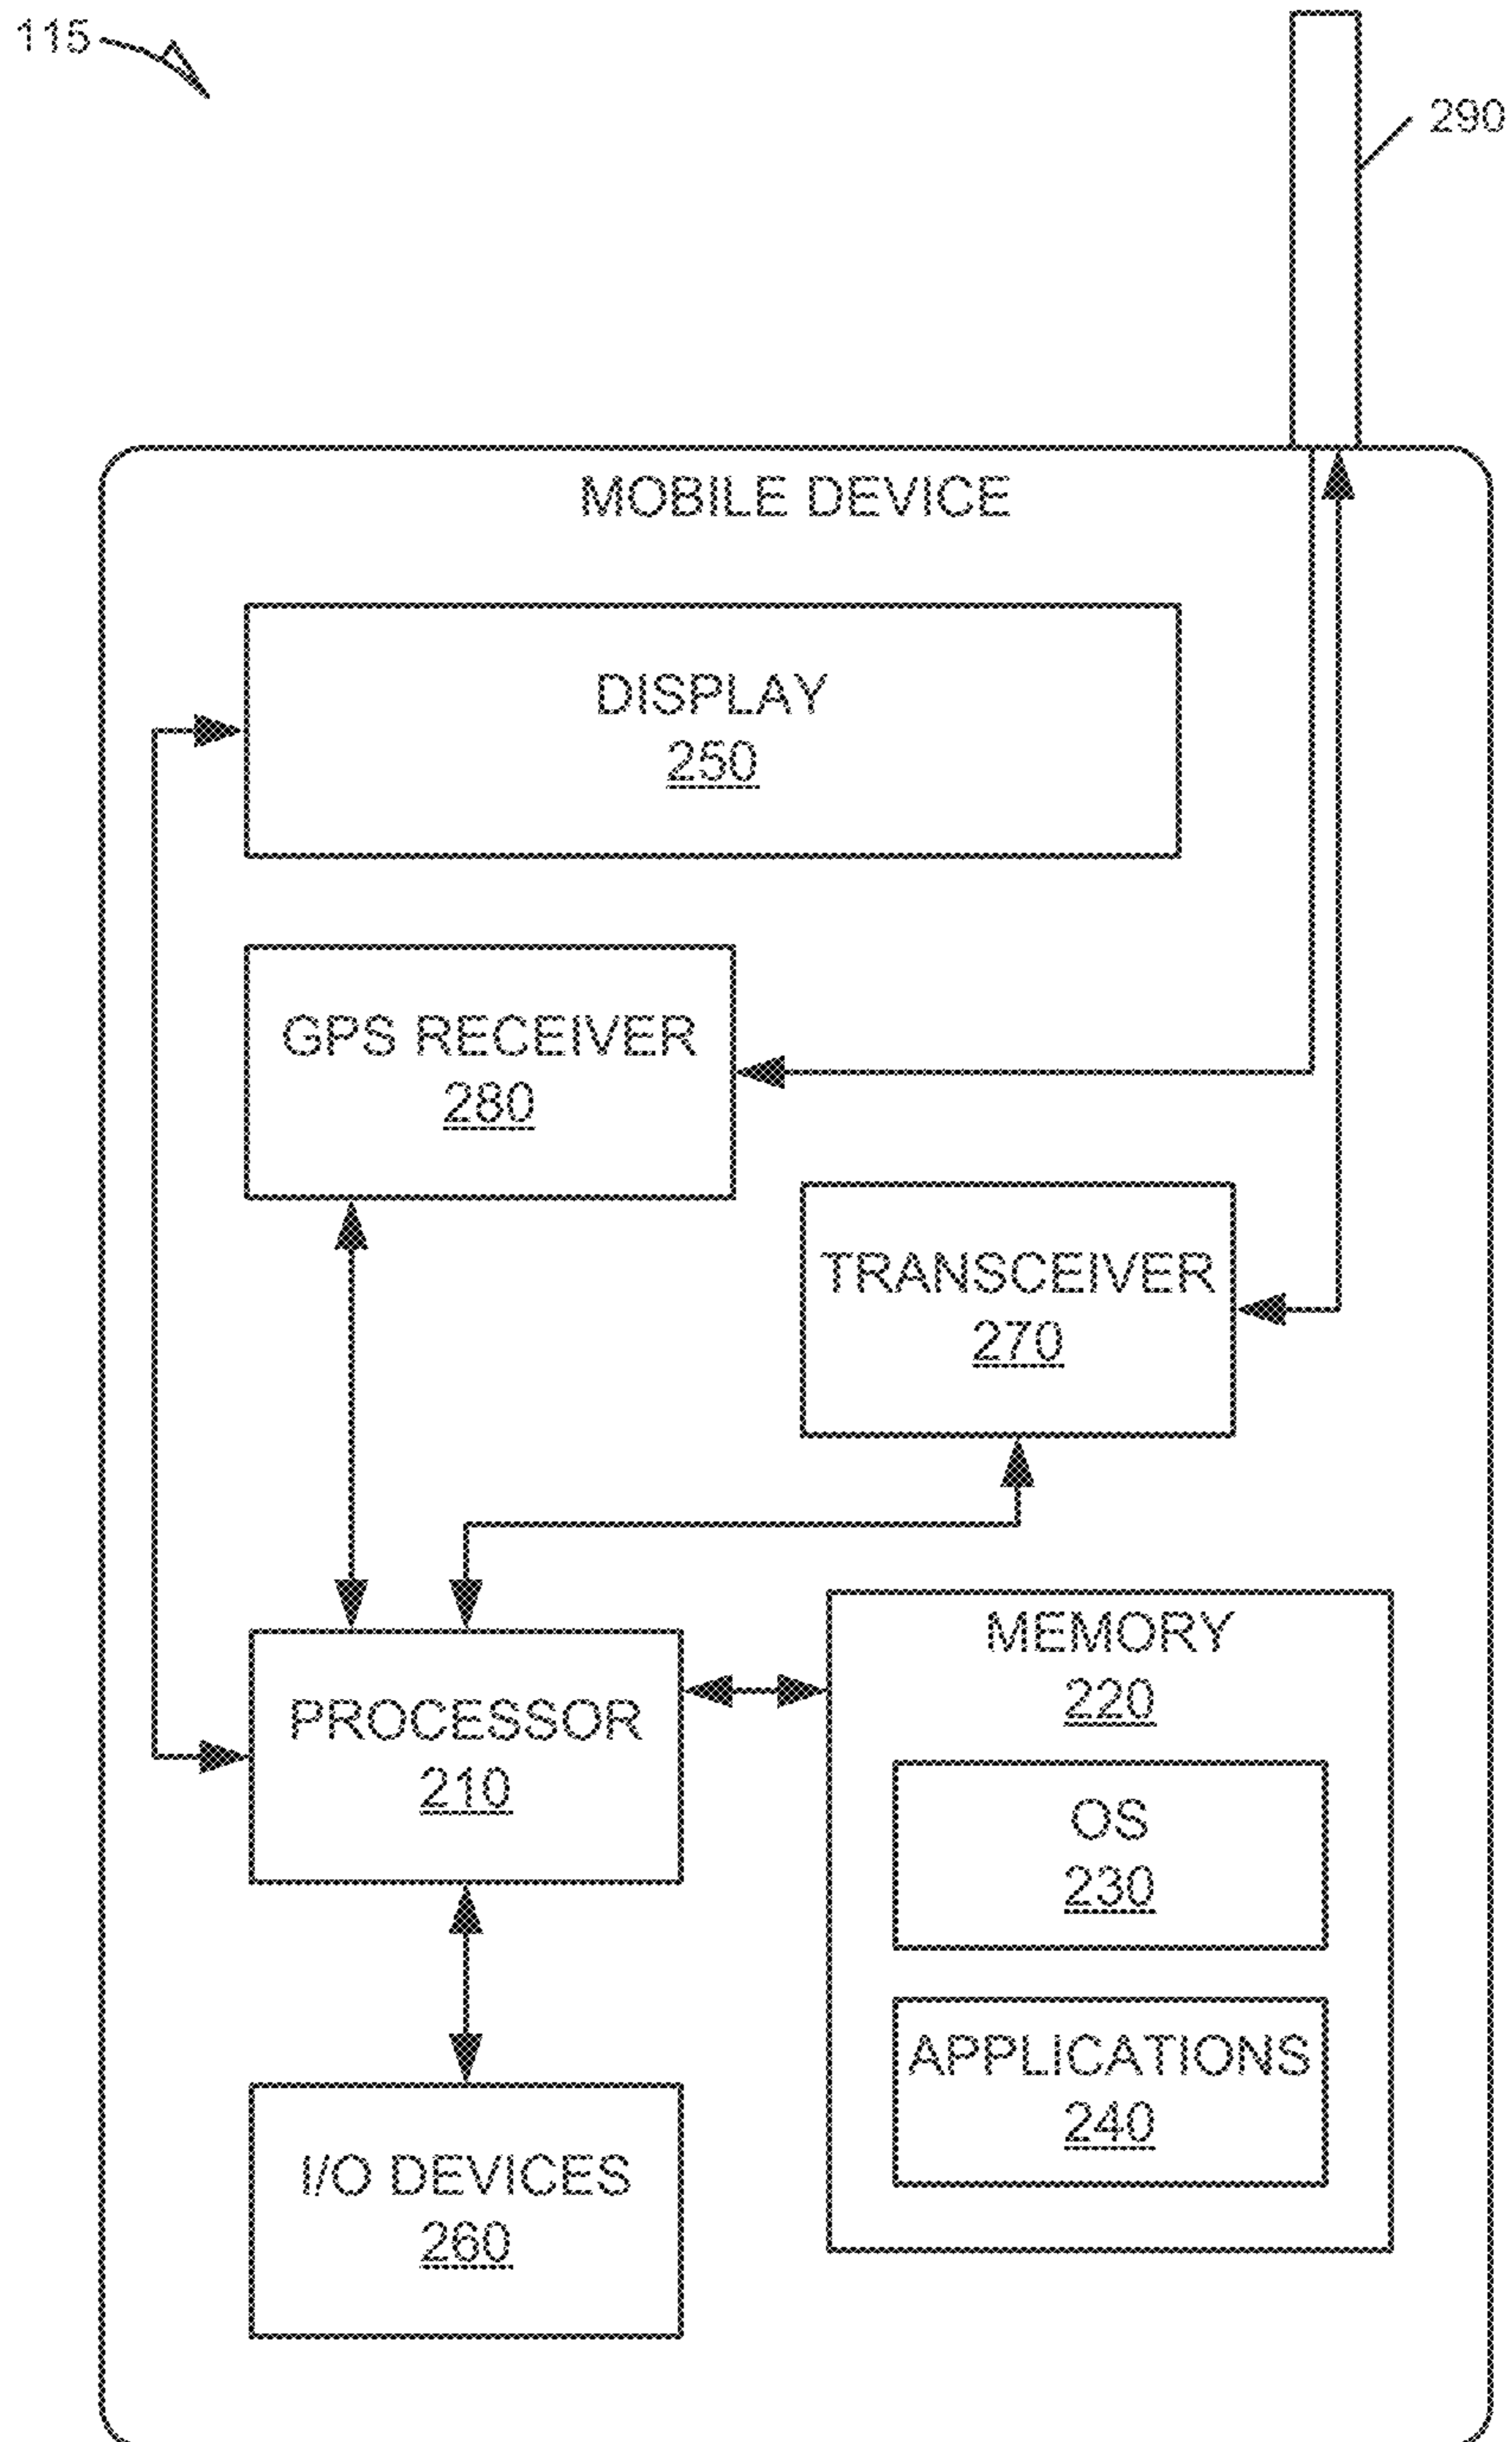 115
290
MOBILE DEVICE
DISPLAY
250
GPS RECEIVER
280
TRANSCEIVER
270
PROCESSOR
210
MEMORY
220
OS
230
APPLICATIONS
240
I/O DEVICES
260